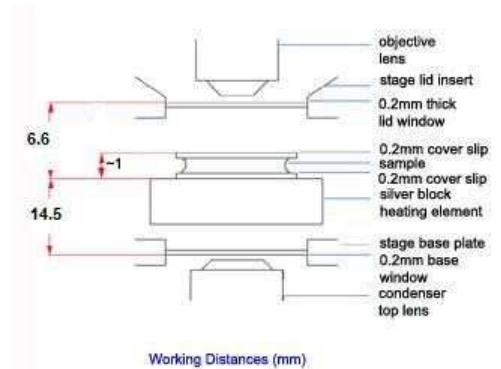 objective
lens
stage lid insert
0.2mm thick
lid window
6.6
0.2mm cover slip
~1
sample
0.2mm cover slip
silver block
heating element
14.5
stage base plate
0.2mm base
window
condenser
top lens
Working Distances (mm)